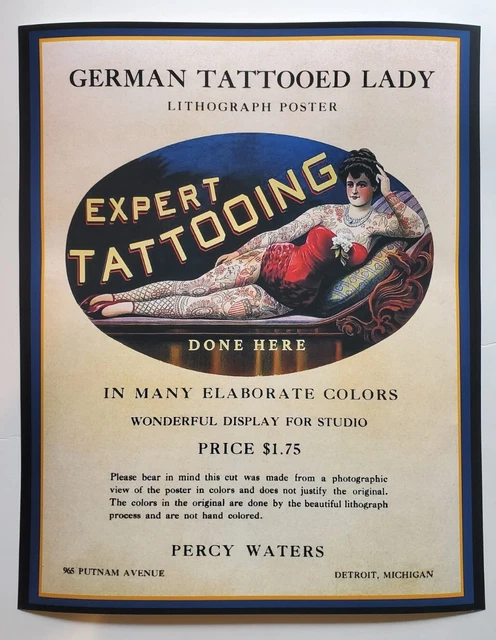 GERMAN TATTOOED LADY
LITHOGRAPH POSTER
EXPERT
TATTOOING
DONE HERE
IN MANY ELABORATE COLORS
WONDERFUL DISPLAY FOR STUDIO
PRICE $1.75
Please bear in mind this cut was made from a photographic
view of the poster in colors and does not justify the original.
The colors in the original are done by the beautiful lithograph
process and are not hand colored.
PERCY WATERS
965 PUTNAM AVENUE
DETROIT, MICHIGAN